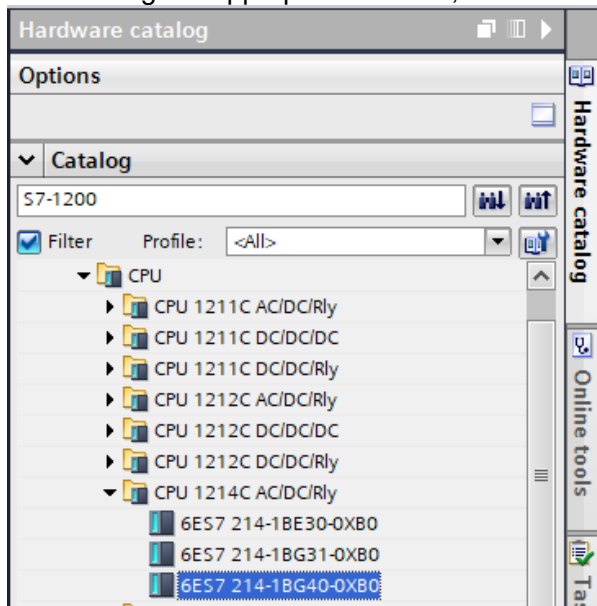 Hardware catalog
Options
Catalog
S7-1200
Filter Profile: <All>
CPU
CPU 1211C AC/DC/Rly
CPU 1211C DC/DC/DC
CPU 1211C DC/DC/Rly
CPU 1212C AC/DC/Rly
CPU 1212C DC/DC/DC
CPU 1212C DC/DC/Rly
CPU 1214C AC/DC/Rly
6ES7 214-1BE30-0XB0
6ES7 214-1BG31-0XB0
6ES7 214-1BG40-0XB0
Hardware catalog
Online tools